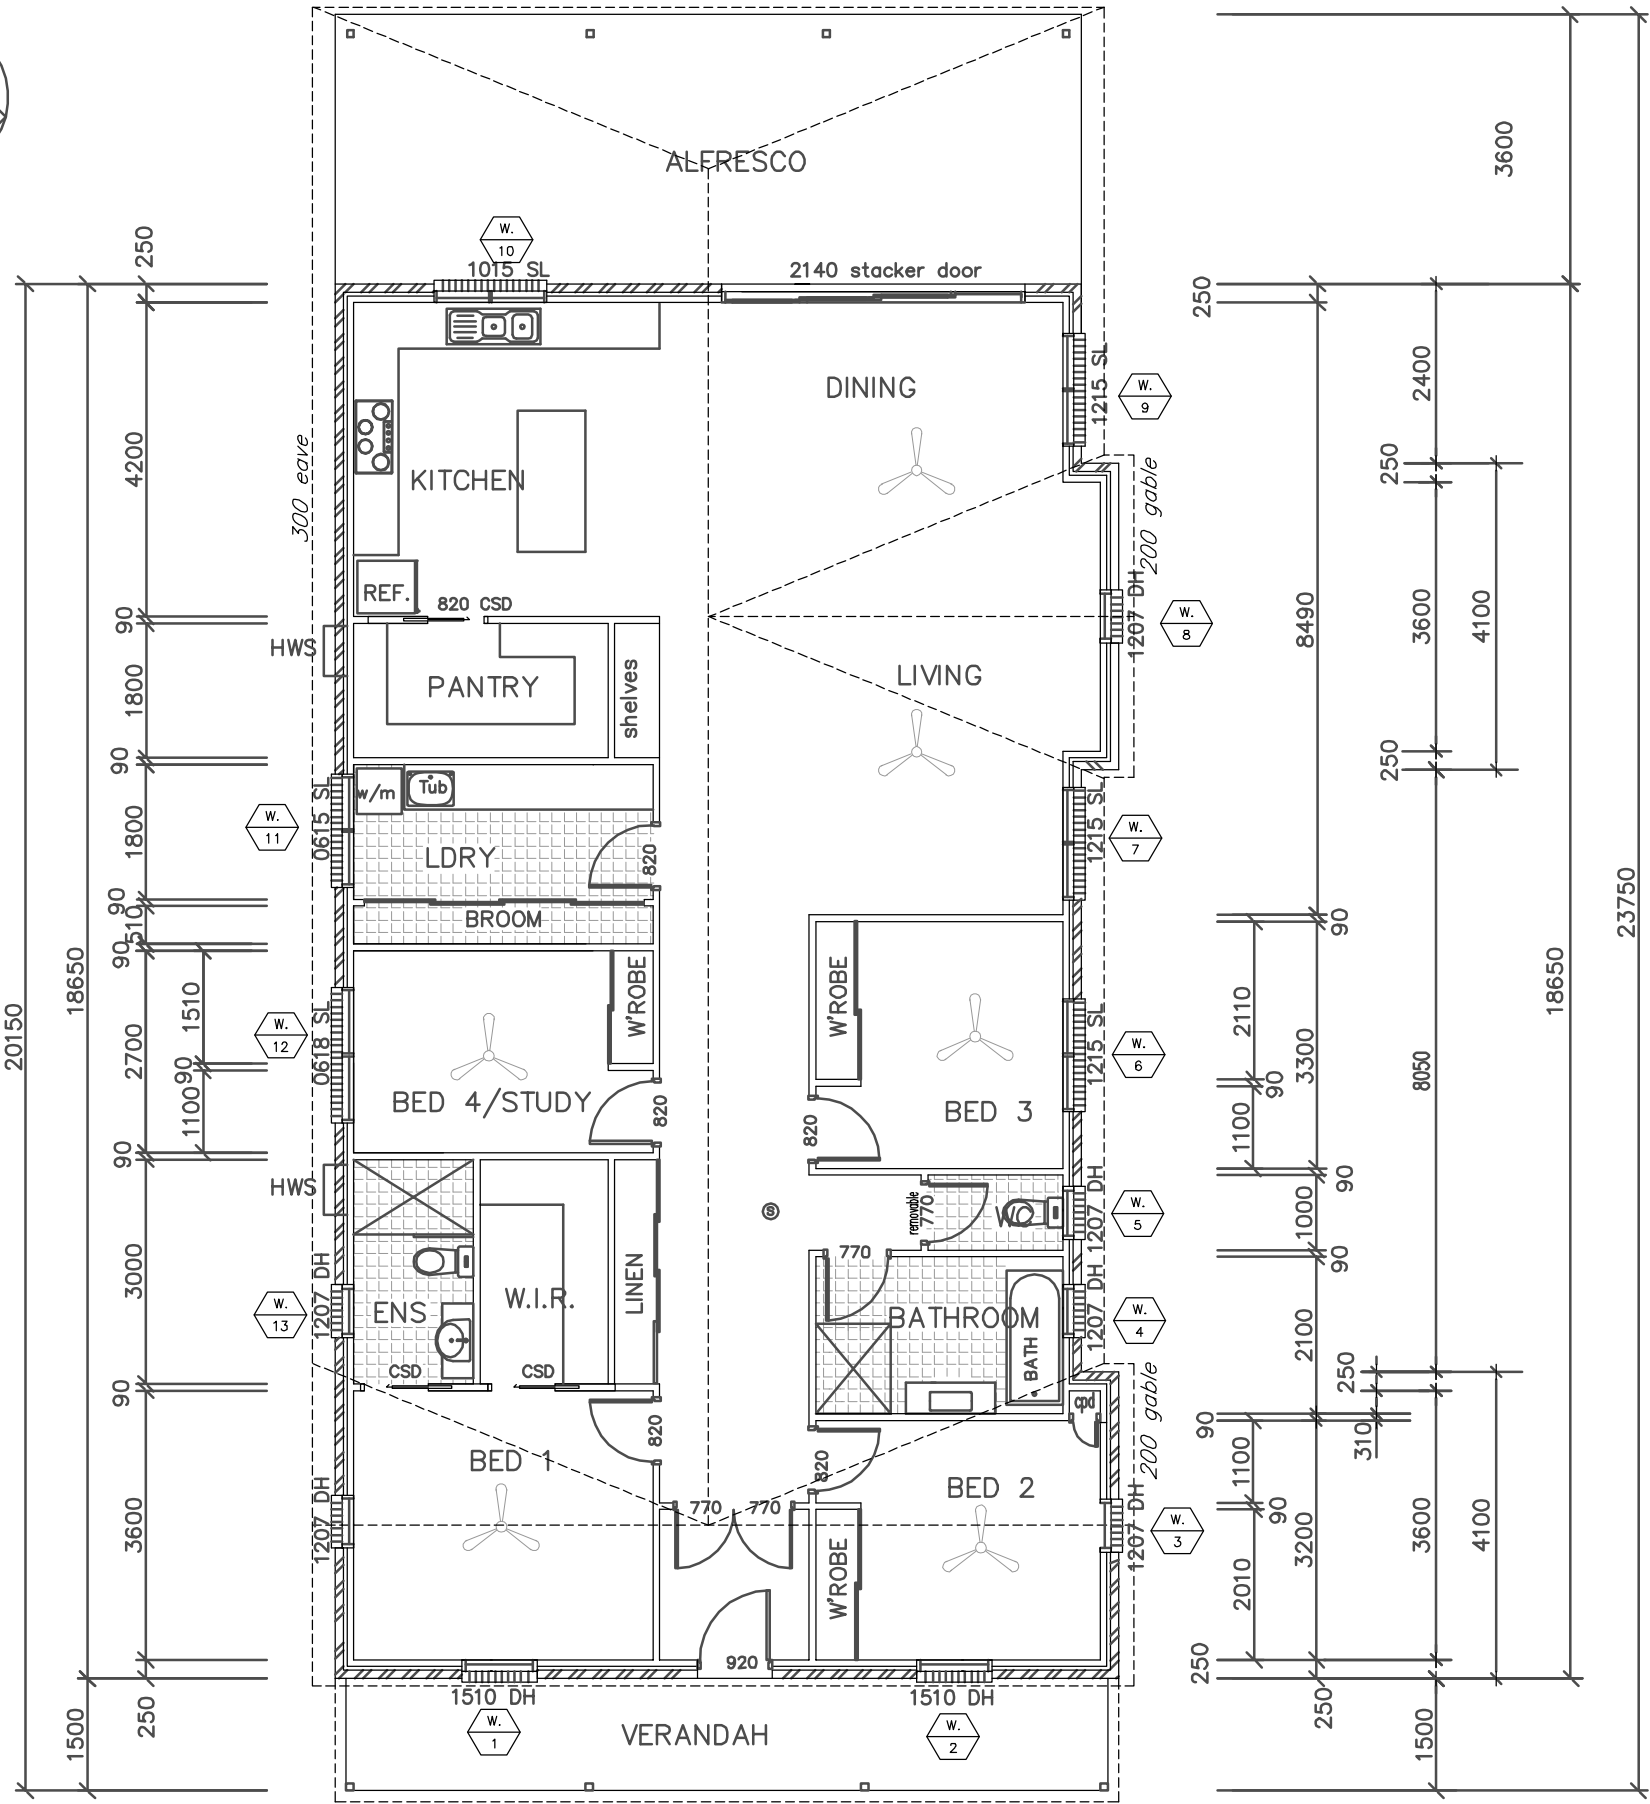 ALFRESCO
3600
250
W.
10
1015 SL
2140 stacker door
250
DINING
1215 SL
W.
9
2400
300 eave
4200
KITCHEN
250
200 gable
REF.
820 CSD
90
HWS
1207 DH
W.
8
8490
3600
4100
PANTRY
shelves
LIVING
1800
90
250
w/m
Tub
0615 SL
W.
11
1800
LDRY
820
1215 SL
W.
7
90
BROOM
510
90
90
23750
20150
18650
1510
2700
90
1100
W.
12
0618 SL
W'ROBE
BED 4/STUDY
820
W'ROBE
BED 3
820
1215 SL
W.
6
2110
90
1100
3300
8050
18650
90
HWS
removable
770
WC
1207 DH
W.
5
1000
90
90
770
3000
W.
13
1207 DH
ENS
W.I.R.
LINEN
BATHROOM
BATH
1207 DH
W.
4
2100
250
CSD
CSD
cpd
200 gable
90
820
820
90
310
BED 1
BED 2
1100
90
770
770
3600
1207 DH
1207 DH
W.
3
3200
3600
4100
W'ROBE
2010
920
250
1510 DH
1510 DH
250
250
1500
W.
1
VERANDAH
W.
2
1500